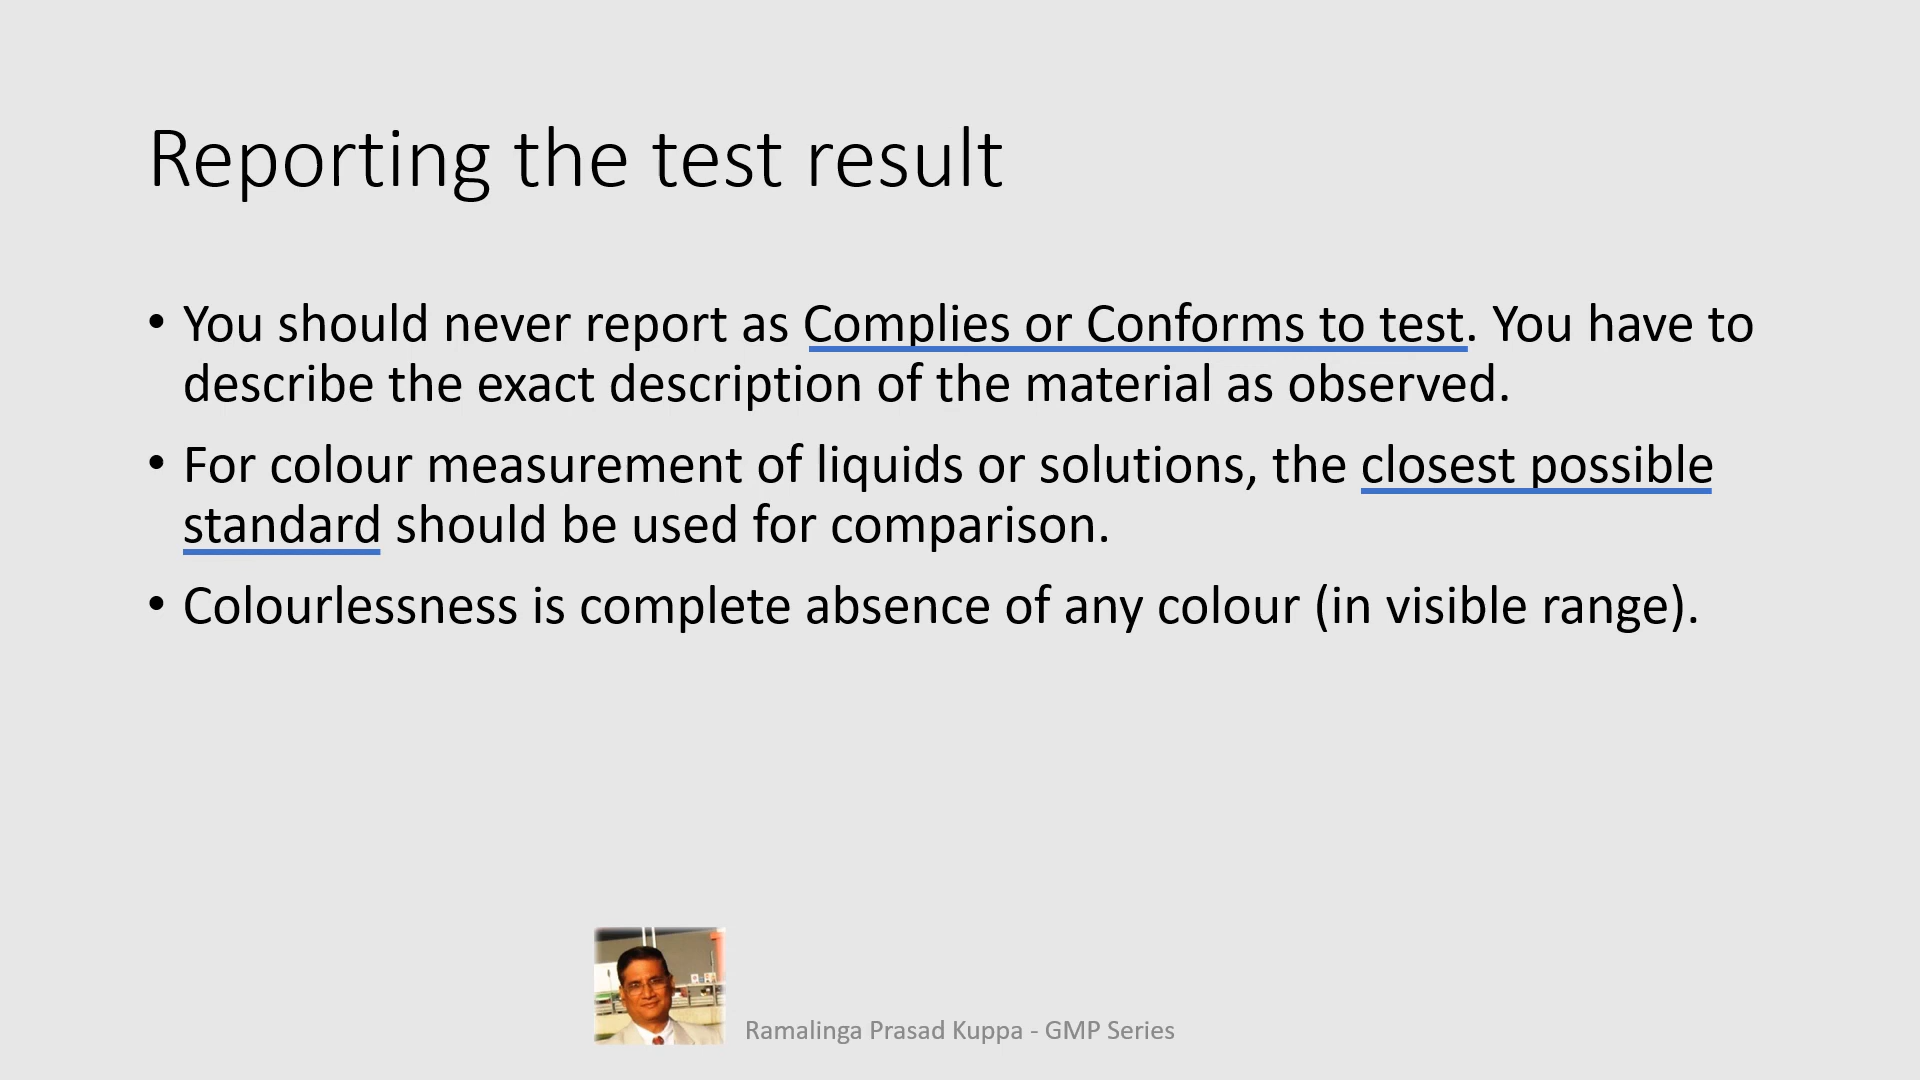 Reporting the test result
• You should never report as Complies or Conforms to test. You have to
describe the exact description of the material as observed.
• For colour measurement of liquids or solutions, the closest possible
standard should be used for comparison.
• Colourlessness is complete absence of any colour (in visible range).
Ramalinga Prasad Kuppa - GMP Series